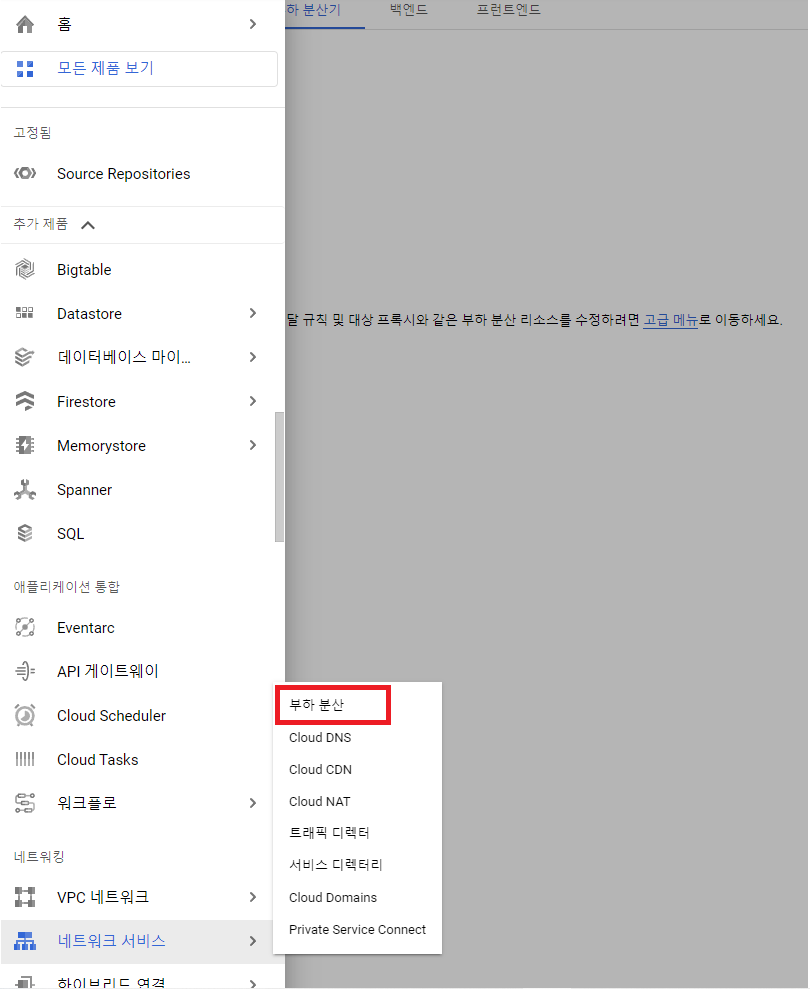 홈
모든 제품 보기
고정됨
Source Repositories
추가 제품
Bigtable
Datastore
데이터베이스 마이...
Firestore
Memorystore
Spanner
SQL
애플리케이션 통합
Eventarc
API 게이트웨이
Cloud Scheduler
Cloud Tasks
워크플로
네트워킹
VPC 네트워크
네트워크 서비스
하이브리드 연결
부하 분산
Cloud DNS
Cloud CDN
Cloud NAT
트래픽 디렉터
서비스 디렉터리
Cloud Domains
Private Service Connect
하 분산기
백엔드
프런트엔드
달 규칙 및 대상 프록시와 같은 부하 분산 리소스를 수정하려면 고급 메뉴로 이동하세요.